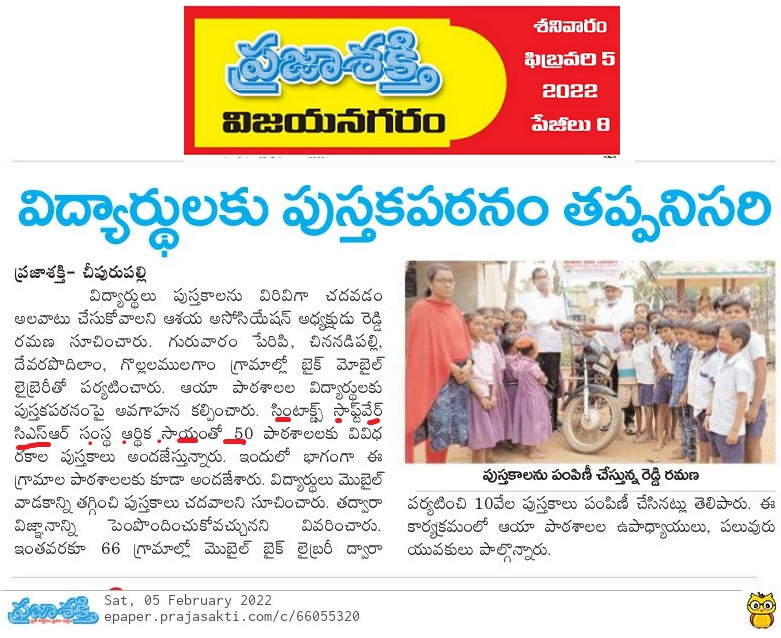 ప్రజాశక్తి
విజయనగరం
శనివారం
ఫిబ్రవరి 5
2022
పేజీలు 8
విద్యార్థులకు పుస్తకపఠనం తప్పనిసరి
ప్రజాశక్తి- చీపురుపల్లి
విద్యార్థులు పుస్తకాలను విరివిగా చదవడం
అలవాటు చేసుకోవాలని ఆశయ అసోసియేషన్ అధ్యక్షుడు రెడ్డి
రమణ సూచించారు. గురువారం పేరిపి, చిననడిపల్లి,
దేవరపొదిలాం, గొల్లలములగాం గ్రామాల్లో బైక్ మోబైల్
లైబ్రెరీతో పర్యటించారు. ఆయా పాఠశాలల విద్యార్థులకు
పుస్తకపఠనంపై అవగాహన కల్పించారు. సింటాక్ట్స్ సాఫ్ట్‌వేర్
సిఎస్ఆర్ సంస్థ ఆర్థిక సాయంతో 50 పాఠశాలలకు వివిధ
రకాల పుస్తకాలు అందజేస్తున్నారు. ఇందులో భాగంగా ఈ
గ్రామాల పాఠశాలలకు కూడా అందజేశారు. విద్యార్థులు మొబైల్
వాడకాన్ని తగ్గించి పుస్తకాలు చదవాలని సూచించారు. తద్వారా
విజ్ఞానాన్ని పెంపొందించుకోవచ్చునని వివరించారు.
ఇంతవరకూ 66 గ్రామాల్లో మొబైల్ బైక్ లైబ్రరీ ద్వారా
పుస్తకాలను పంపిణీ చేస్తున్న రెడ్డి రమణ
పర్యటించి 10వేల పుస్తకాలు పంపిణీ చేసినట్లు తెలిపారు. ఈ
కార్యక్రమంలో ఆయా పాఠశాలల ఉపాధ్యాయులు, పలువురు
యువకులు పాల్గొన్నారు.
ప్రజాశక్తి
Sat, 05 February 2022
epaper.prajasakti.com/c/66055320